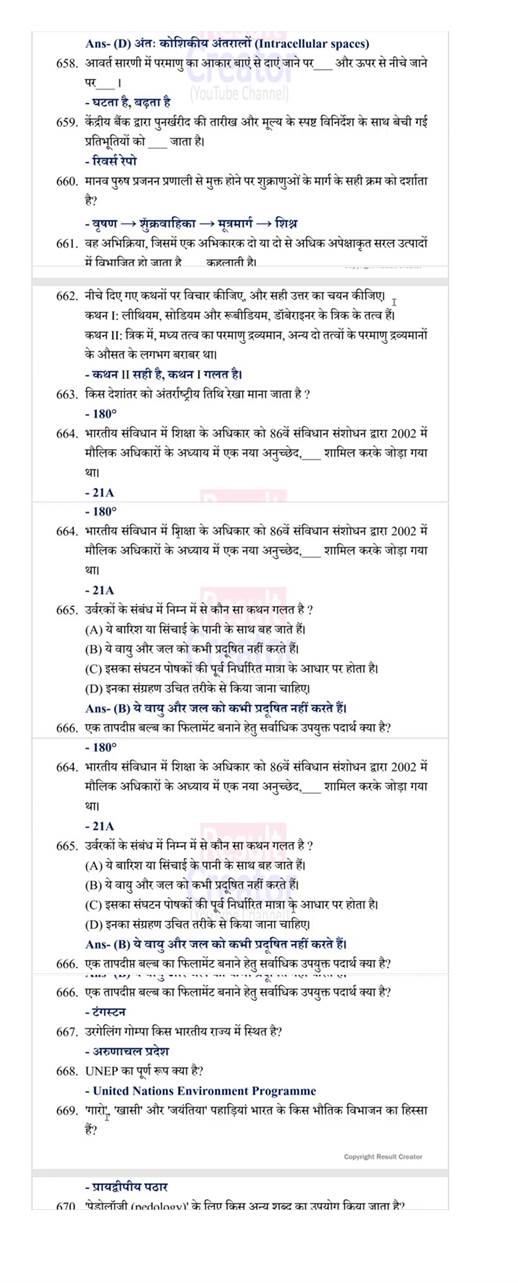 Ans- (D) अंतः कोशिकीय अंतरालों (Intracellular spaces)
658. आवर्त सारणी में परमाणु का आकार बाएं से दाएं जाने पर___ और ऊपर से नीचे जाने
पर___ ।
(YouTube Channel)
- घटता है, बढ़ता है
659. केंद्रीय बैंक द्वारा पुनर्खरीद की तारीख और मूल्य के स्पष्ट विनिर्देश के साथ बेची गई
प्रतिभूतियों को ___ जाता है।
- रिवर्स रेपो
660. मानव पुरुष प्रजनन प्रणाली से मुक्त होने पर शुक्राणुओं के मार्ग के सही क्रम को दर्शाता
है?
- वृषण → शुक्रवाहिका → मूत्रमार्ग → शिश्न
661. वह अभिक्रिया, जिसमें एक अभिकारक दो या दो से अधिक अपेक्षाकृत सरल उत्पादों
में विभाजित हो जाता है___ कहलाती है।
662. नीचे दिए गए कथनों पर विचार कीजिए, और सही उत्तर का चयन कीजिए।
कथन I: लीथियम, सोडियम और रूबीडियम, डॉबेराइनर के त्रिक के तत्व हैं।
कथन II: त्रिक में, मध्य तत्व का परमाणु द्रव्यमान, अन्य दो तत्वों के परमाणु द्रव्यमानों
के औसत के लगभग बराबर था।
- कथन II सही है, कथन I गलत है।
663. किस देशांतर को अंतर्राष्ट्रीय तिथि रेखा माना जाता है ?
- 180°
664. भारतीय संविधान में शिक्षा के अधिकार को 86वें संविधान संशोधन द्वारा 2002 में
मौलिक अधिकारों के अध्याय में एक नया अनुच्छेद,___ शामिल करके जोड़ा गया
था।
- 21A
- 180°
664. भारतीय संविधान में शिक्षा के अधिकार को 86वें संविधान संशोधन द्वारा 2002 में
मौलिक अधिकारों के अध्याय में एक नया अनुच्छेद,___ शामिल करके जोड़ा गया
था।
- 21A
665. उर्वरकों के संबंध में निम्न में से कौन सा कथन गलत है ?
(A) ये बारिश या सिंचाई के पानी के साथ बह जाते हैं।
(B) ये वायु और जल को कभी प्रदूषित नहीं करते हैं।
(C) इसका संघटन पोषकों की पूर्व निर्धारित मात्रा के आधार पर होता है।
(D) इनका संग्रहण उचित तरीके से किया जाना चाहिए।
Ans- (B) ये वायु और जल को कभी प्रदूषित नहीं करते हैं।
666. एक तापदीप्त बल्ब का फिलामेंट बनाने हेतु सर्वाधिक उपयुक्त पदार्थ क्या है?
- 180°
664. भारतीय संविधान में शिक्षा के अधिकार को 86वें संविधान संशोधन द्वारा 2002 में
मौलिक अधिकारों के अध्याय में एक नया अनुच्छेद,___ शामिल करके जोड़ा गया
था।
- 21A
665. उर्वरकों के संबंध में निम्न में से कौन सा कथन गलत है ?
(A) ये बारिश या सिंचाई के पानी के साथ बह जाते हैं।
(B) ये वायु और जल को कभी प्रदूषित नहीं करते हैं।
(C) इसका संघटन पोषकों की पूर्व निर्धारित मात्रा के आधार पर होता है।
(D) इनका संग्रहण उचित तरीके से किया जाना चाहिए।
Ans- (B) ये वायु और जल को कभी प्रदूषित नहीं करते हैं।
666. एक तापदीप्त बल्ब का फिलामेंट बनाने हेतु सर्वाधिक उपयुक्त पदार्थ क्या है?
666. एक तापदीप्त बल्ब का फिलामेंट बनाने हेतु सर्वाधिक उपयुक्त पदार्थ क्या है?
- टंगस्टन
667. उरगेलिंग गोम्पा किस भारतीय राज्य में स्थित है?
- अरुणाचल प्रदेश
668. UNEP का पूर्ण रूप क्या है?
- United Nations Environment Programme
669. 'गारो', 'खासी' और 'जयंतिया' पहाड़ियां भारत के किस भौतिक विभाजन का हिस्सा
हैं?
Copyright Result Creator
- प्रायद्वीपीय पठार
670. 'पेडोलॉजी (pedology)' के लिए किस अन्य शब्द का उपयोग किया जाता है?